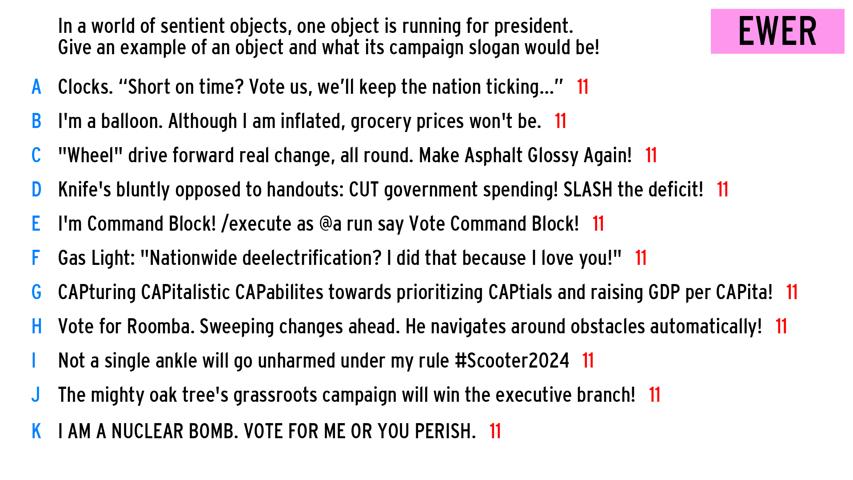 In a world of sentient objects, one object is running for president.
Give an example of an object and what its campaign slogan would be!
EWER
A Clocks. “Short on time? Vote us, we’ll keep the nation ticking...” 11
B I'm a balloon. Although I am inflated, grocery prices won't be. 11
C "Wheel" drive forward real change, all round. Make Asphalt Glossy Again! 11
D Knife's bluntly opposed to handouts: CUT government spending! SLASH the deficit! 11
E I'm Command Block! /execute as @a run say Vote Command Block! 11
F Gas Light: "Nationwide deelectrification? I did that because I love you!" 11
G CAPturing CAPitalistic CAPabilites towards prioritizing CAPtials and raising GDP per CAPita! 11
H Vote for Roomba. Sweeping changes ahead. He navigates around obstacles automatically! 11
I Not a single ankle will go unharmed under my rule #Scooter2024 11
J The mighty oak tree's grassroots campaign will win the executive branch! 11
K I AM A NUCLEAR BOMB. VOTE FOR ME OR YOU PERISH. 11